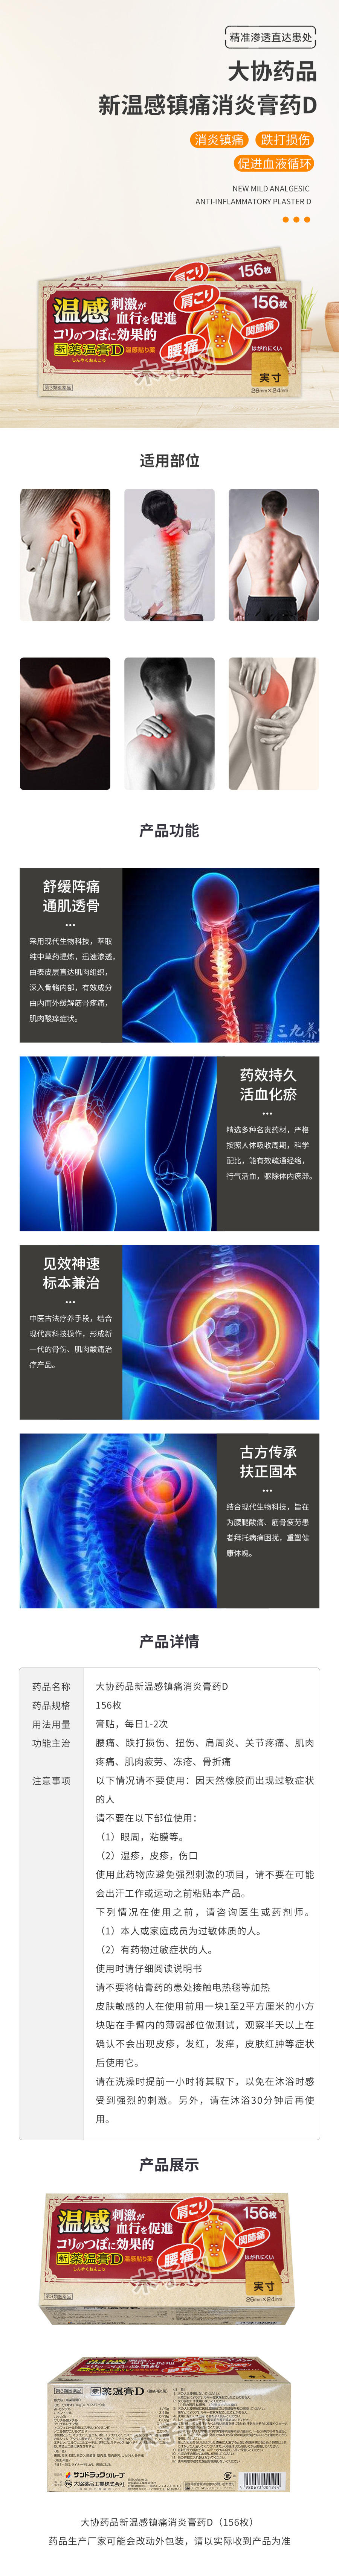 精准渗透直达患处
大协药品
新温感镇痛消炎膏药D
消炎镇痛 跌打损伤
促进血液循环
NEW MILD ANALGESIC
ANTI-INFLAMMATORY PLASTER D
肩こり
156枚
温感
刺激が
血行を促進
コリのつぼに効果的
新 薬温膏D 温感貼り薬
しんやくおんこう
肩こり
156枚
関節痛
腰痛
はがれにくい
実寸
26mm×24mm
第3類医薬品
适用部位
产品功能
舒缓阵痛
通肌透骨
采用现代生物科技，萃取
纯中草药提炼，迅速渗透，
由表皮层直达肌肉组织，
深入骨骼内部，有效成分
由内而外缓解筋骨疼痛，
肌肉酸痒症状。
药效持久
活血化瘀
精选多种名贵药材，严格
按照人体吸收周期，科学
配比，能有效疏通经络，
行气活血，驱除体内瘀滞。
见效神速
标本兼治
中医古法疗养手段，结合
现代高科技操作，形成新
一代的骨伤、肌肉酸痛治
疗产品。
古方传承
扶正固本
结合现代生物科技，旨在
为腰腿酸痛、筋骨疲劳患
者拜托病痛困扰，重塑健
康体魄。
产品详情
药品名称 大协药品新温感镇痛消炎膏药D
药品规格 156枚
用法用量 膏贴，每日1-2次
功能主治 腰痛、跌打损伤、扭伤、肩周炎、关节疼痛、肌肉
疼痛、肌肉疲劳、冻疮、骨折痛
注意事项 以下情况请不要使用：因天然橡胶而出现过敏症状
的人
请不要在以下部位使用：
（1）眼周，粘膜等。
（2）湿疹，皮疹，伤口
使用此药物应避免强烈刺激的项目，请不要在可能
会出汗工作或运动之前粘贴本产品。
下列情况在使用之前，请咨询医生或药剂师。
（1）本人或家庭成员为过敏体质的人。
（2）有药物过敏症状的人。
使用时请仔细阅读说明书
请不要将帖膏药的患处接触电热毯等加热
皮肤敏感的人在使用前用一块1至2平方厘米的小方
块贴在手臂内的薄弱部位做测试，观察半天以上在
确认不会出现皮疹，发红，发痒，皮肤红肿等症状
后使用它。
请在洗澡时提前一小时将其取下，以免在沐浴时感
受到强烈的刺激。另外，请在沐浴30分钟后再使
用。
产品展示
温感
刺激が
血行を促進
コリのつぼに効果的
新 薬温膏D 温感貼り薬
しんやくおんこう
肩こり
156枚
関節痛
腰痛
はがれにくい
実寸
26mm×24mm
第3類医薬品
第3類医薬品 新薬温膏D
大協薬品工業株式会社
サンドラッググループ
大协药品新温感镇痛消炎膏药D（156枚）
药品生产厂家可能会改动外包装，请以实际收到产品为准